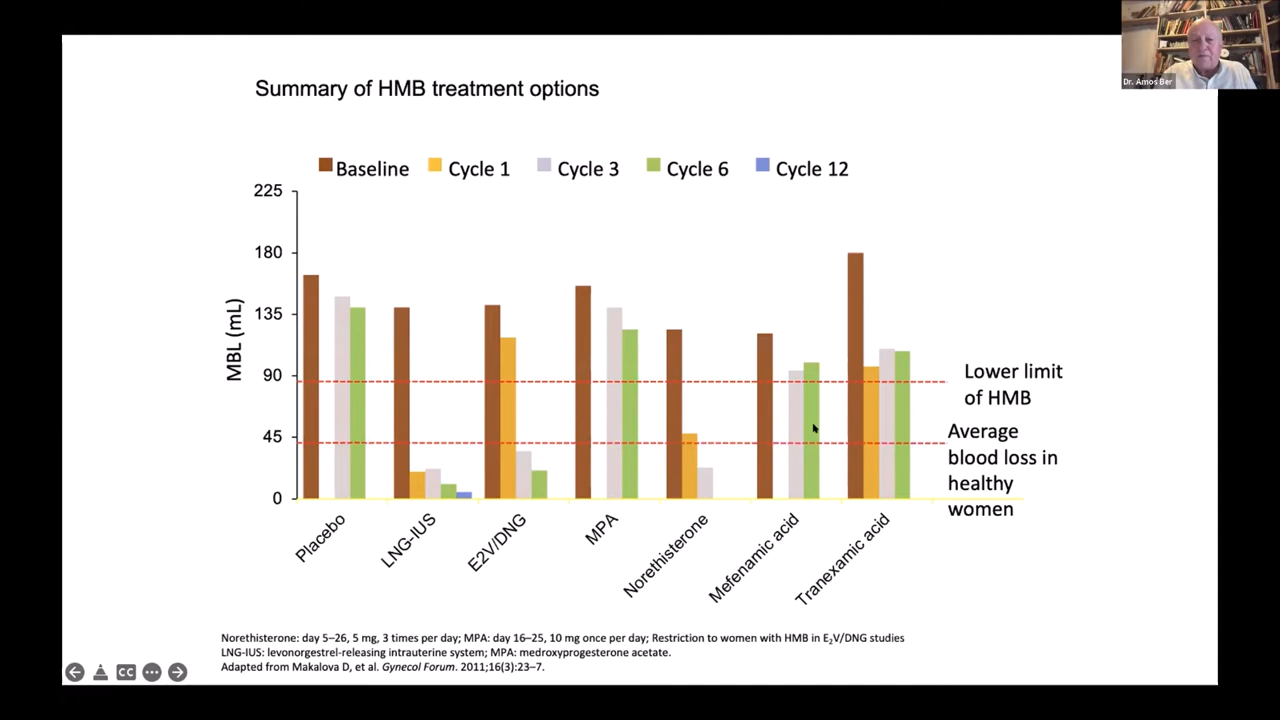 Dr. Amos Ber
Summary of HMB treatment options
Baseline Cycle 1 Cycle 3 Cycle 6 Cycle 12
225
180
135
90
45
0
MBL (mL)
Lower limit
of HMB
Average
blood loss in
healthy
women
Placebo
LNG-IUS
E2V/DNG
MPA
Norethisterone
Mefenamic acid
Tranexamic acid
Norethisterone: day 5–26, 5 mg, 3 times per day; MPA: day 16–25, 10 mg once per day; Restriction to women with HMB in E₂V/DNG studies
LNG-IUS: levonorgestrel-releasing intrauterine system; MPA: medroxyprogesterone acetate.
Adapted from Makalova D, et al. Gynecol Forum. 2011;16(3):23–7.
CC